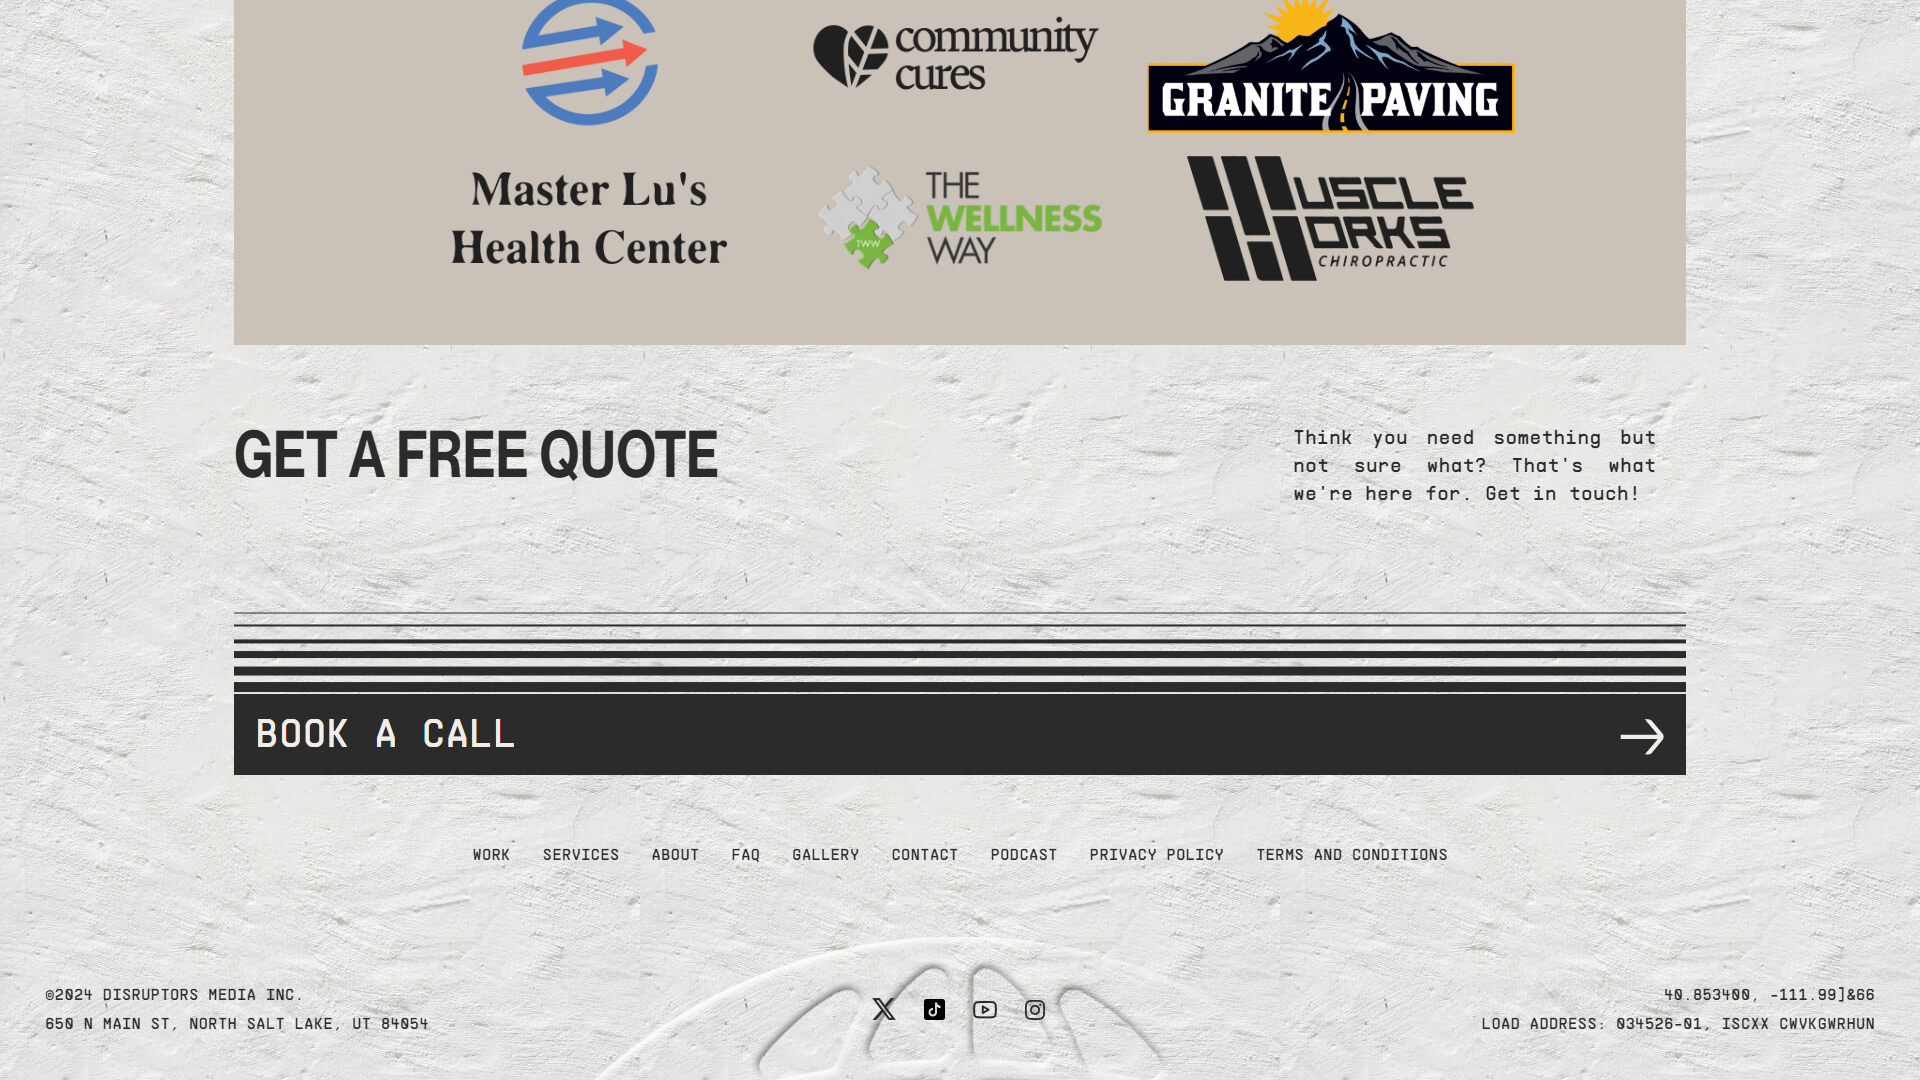 community
cures
GRANITE PAVING
Master Lu's
Health Center
TWW
THE
WELLNESS
WAY
MUSCLE
WORKS
CHIROPRACTIC
GET A FREE QUOTE
Think you need something but
not sure what? That's what
we're here for. Get in touch!
BOOK A CALL
WORK SERVICES ABOUT FAQ GALLERY CONTACT PODCAST PRIVACY POLICY TERMS AND CONDITIONS
©2024 DISRUPTORS MEDIA INC.
650 N MAIN ST, NORTH SALT LAKE, UT 84054
40.853400, -111.99]&66
LOAD ADDRESS: 034526-01, ISCXX CWVKGWRHUN